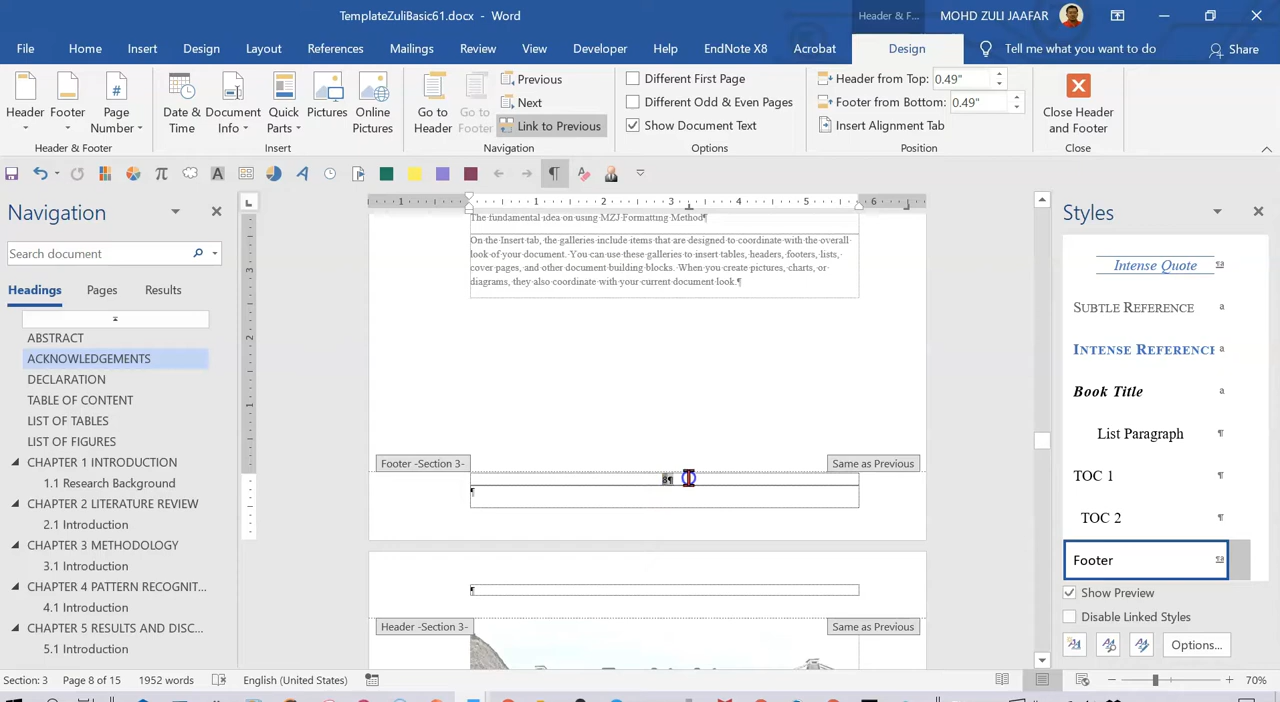 TemplateZuliBasic61.docx - Word
Header & F...
MOHD ZULI JAAFAR
File Home Insert Design Layout References Mailings Review View Developer Help EndNote X8 Acrobat Design Tell me what you want to do Share
Header
Footer
Page Number
Header & Footer
Date & Time
Document Info
Quick Parts
Pictures
Online Pictures
Insert
Go to Header
Go to Footer
Previous
Next
Link to Previous
Navigation
Different First Page
Different Odd & Even Pages
Show Document Text
Options
Header from Top: 0.49"
Footer from Bottom: 0.49"
Insert Alignment Tab
Position
Close Header and Footer
Close
Navigation
Search document
Headings Pages Results
ABSTRACT
ACKNOWLEDGEMENTS
DECLARATION
TABLE OF CONTENT
LIST OF TABLES
LIST OF FIGURES
CHAPTER 1 INTRODUCTION
1.1 Research Background
CHAPTER 2 LITERATURE REVIEW
2.1 Introduction
CHAPTER 3 METHODOLOGY
3.1 Introduction
CHAPTER 4 PATTERN RECOGNIT...
4.1 Introduction
CHAPTER 5 RESULTS AND DISC...
5.1 Introduction
1 1 2 3 4 5 6
3
2
1
The fundamental idea on using MZJ Formatting Method¶
On the Insert tab, the galleries include items that are designed to coordinate with the overall
look of your document. You can use these galleries to insert tables, headers, footers, lists,
cover pages, and other document building blocks. When you create pictures, charts, or
diagrams, they also coordinate with your current document look.¶
Footer -Section 3-
Same as Previous
8¶
¶
¶
Header -Section 3-
Same as Previous
Styles
Intense Quote
SUBTLE REFERENCE a
INTENSE REFERENCE a
Book Title a
List Paragraph ¶
TOC 1 ¶
TOC 2 ¶
Footer
Show Preview
Disable Linked Styles
Options...
Section: 3 Page 8 of 15 1952 words English (United States) 70%